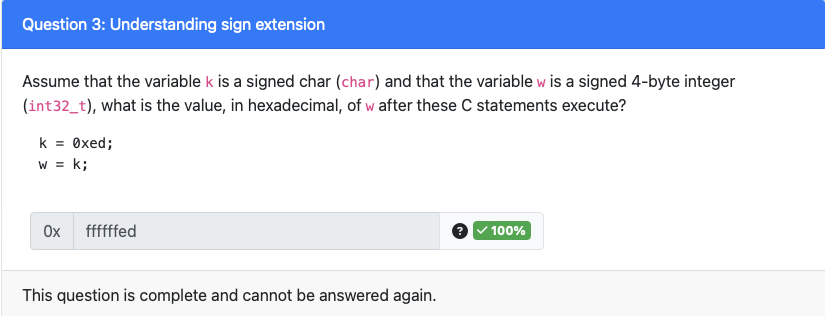 Question 3: Understanding sign extension
Assume that the variable k is a signed char (char) and that the variable w is a signed 4-byte integer
(int32_t), what is the value, in hexadecimal, of w after these C statements execute?
k = 0xed;
w = k;
0x ffffffed ? ✓ 100%
This question is complete and cannot be answered again.